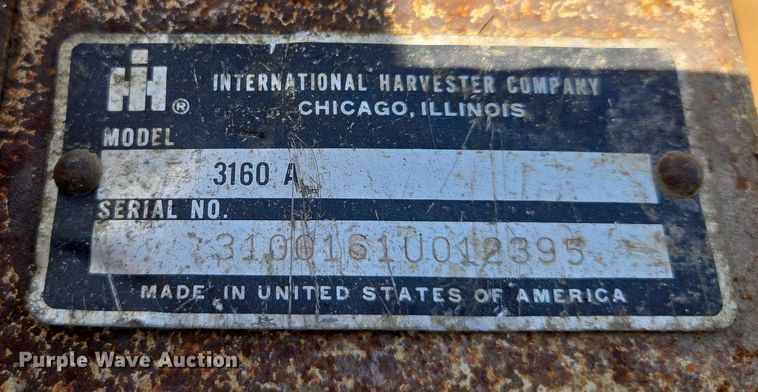 IH®
INTERNATIONAL HARVESTER COMPANY
CHICAGO, ILLINOIS
MODEL
3160 A
SERIAL NO.
3100161U012395
MADE IN UNITED STATES OF AMERICA
Purple Wave Auction